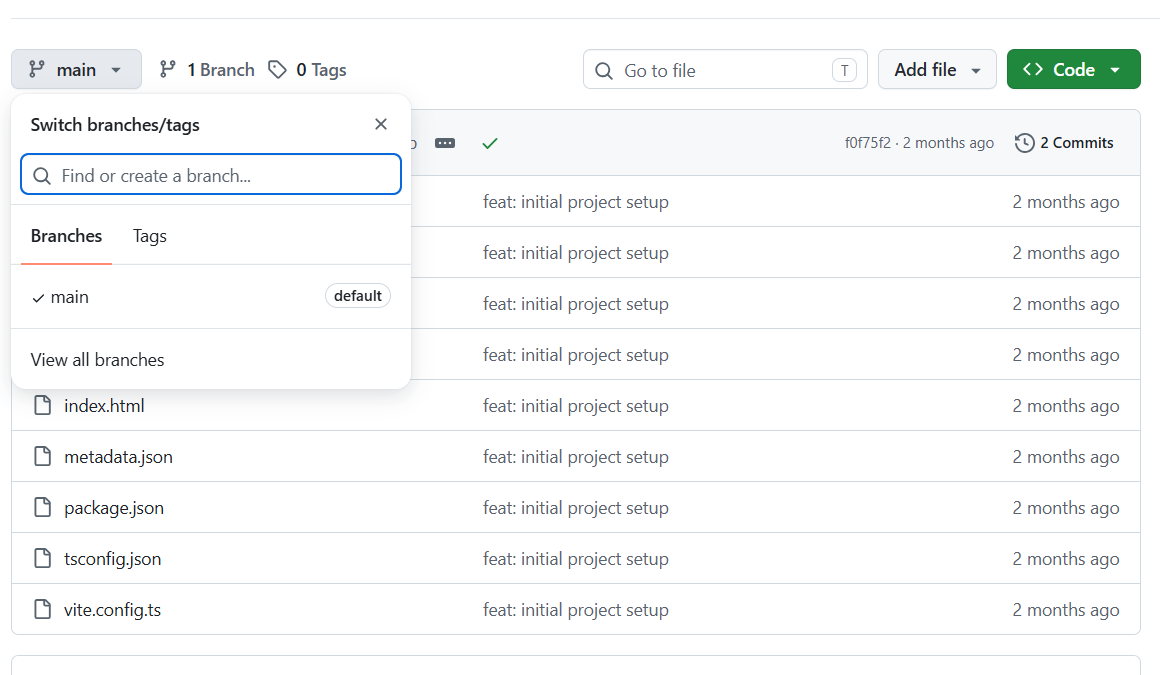 main 1 Branch 0 Tags Go to file T Add file Code
Switch branches/tags
f0f75f2 · 2 months ago 2 Commits
Find or create a branch...
feat: initial project setup 2 months ago
Branches Tags
feat: initial project setup 2 months ago
main default
feat: initial project setup 2 months ago
View all branches
feat: initial project setup 2 months ago
index.html feat: initial project setup 2 months ago
metadata.json feat: initial project setup 2 months ago
package.json feat: initial project setup 2 months ago
tsconfig.json feat: initial project setup 2 months ago
vite.config.ts feat: initial project setup 2 months ago